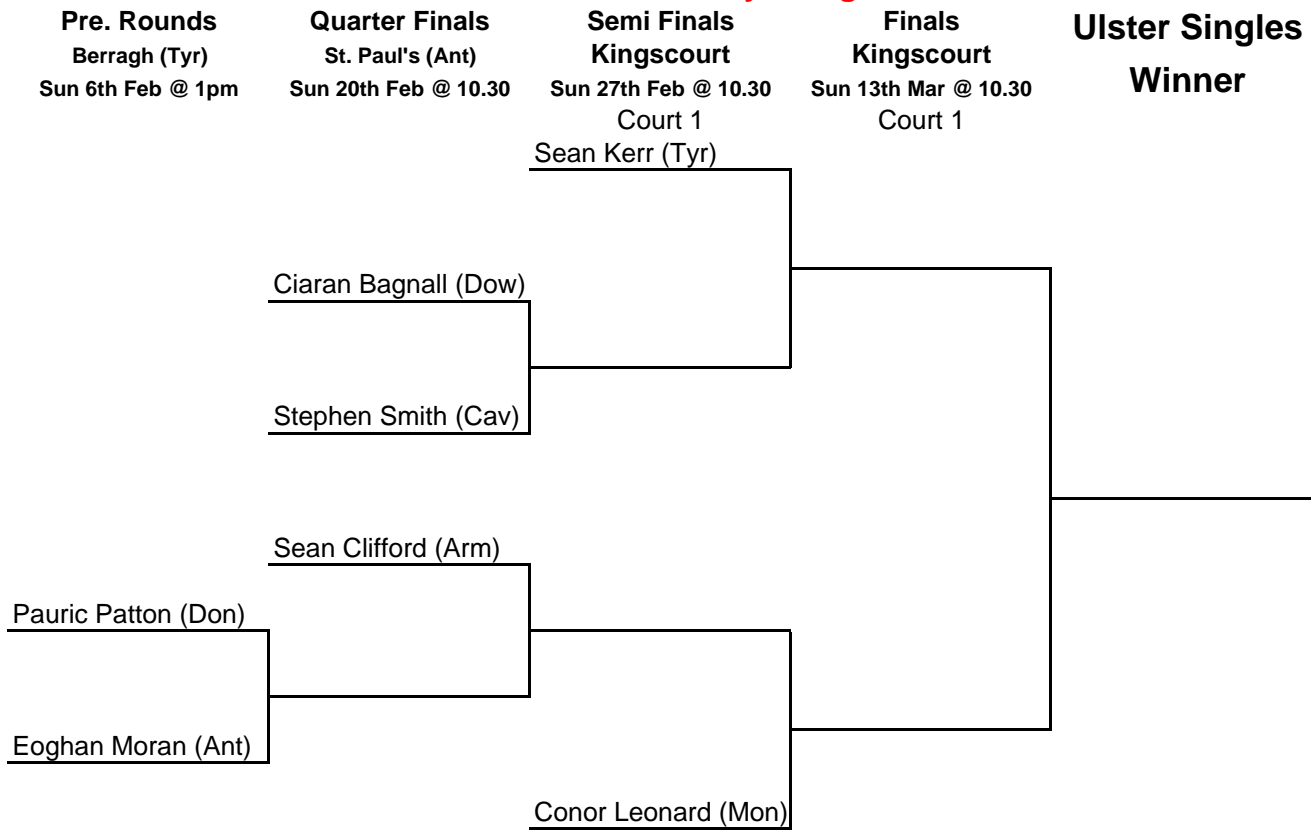 Pre. Rounds
Berragh (Tyr)
Sun 6th Feb @ 1pm
Quarter Finals
St. Paul's (Ant)
Sun 20th Feb @ 10.30
Semi Finals
Kingscourt
Sun 27th Feb @ 10.30
Court 1
Finals
Kingscourt
Sun 13th Mar @ 10.30
Court 1
Ulster Singles
Winner
Sean Kerr (Tyr)
Ciaran Bagnall (Dow)
Stephen Smith (Cav)
Sean Clifford (Arm)
Pauric Patton (Don)
Eoghan Moran (Ant)
Conor Leonard (Mon)